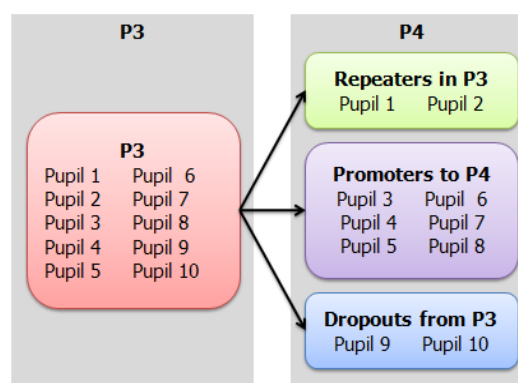 P3
P3
Pupil 1 Pupil 6
Pupil 2 Pupil 7
Pupil 3 Pupil 8
Pupil 4 Pupil 9
Pupil 5 Pupil 10
P4
Repeaters in P3
Pupil 1 Pupil 2
Promoters to P4
Pupil 3 Pupil 6
Pupil 4 Pupil 7
Pupil 5 Pupil 8
Dropouts from P3
Pupil 9 Pupil 10